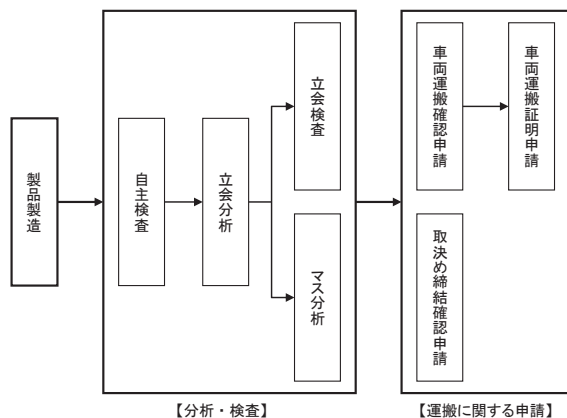 製品製造
自主検査
立会分析
立会検査
マス分析
車両運搬確認申請
車両運搬証明申請
取決め締結確認申請
【分析・検査】
【運搬に関する申請】